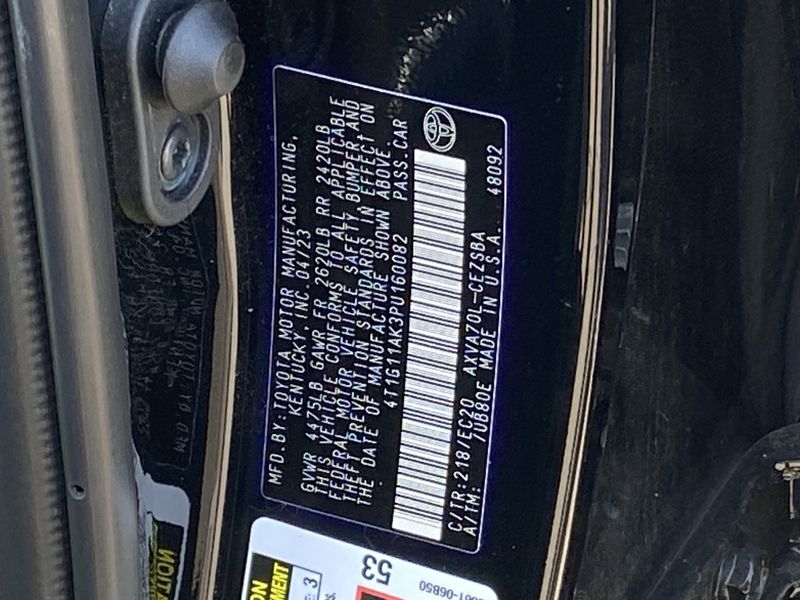 MFD.BY:TOYOTA MOTOR MANUFACTURING,
KENTUCKY, INC. 04/23
GVWR 4475LB GAWR FR 2620LB RR 2420LB
THIS VEHICLE CONFORMS TO ALL APPLICABLE
FEDERAL MOTOR VEHICLE SAFETY BUMPER AND
THEFT PREVENTION STANDARDS IN EFFECT ON
THE DATE OF MANUFACTURE SHOWN ABOVE.
4T1G11AK3PU160082 PASS.CAR
C/TR:218/EC20 AXVA70L-CEZSBA 48092
A/TM: /UB80E MADE IN U.S.A.
53
3